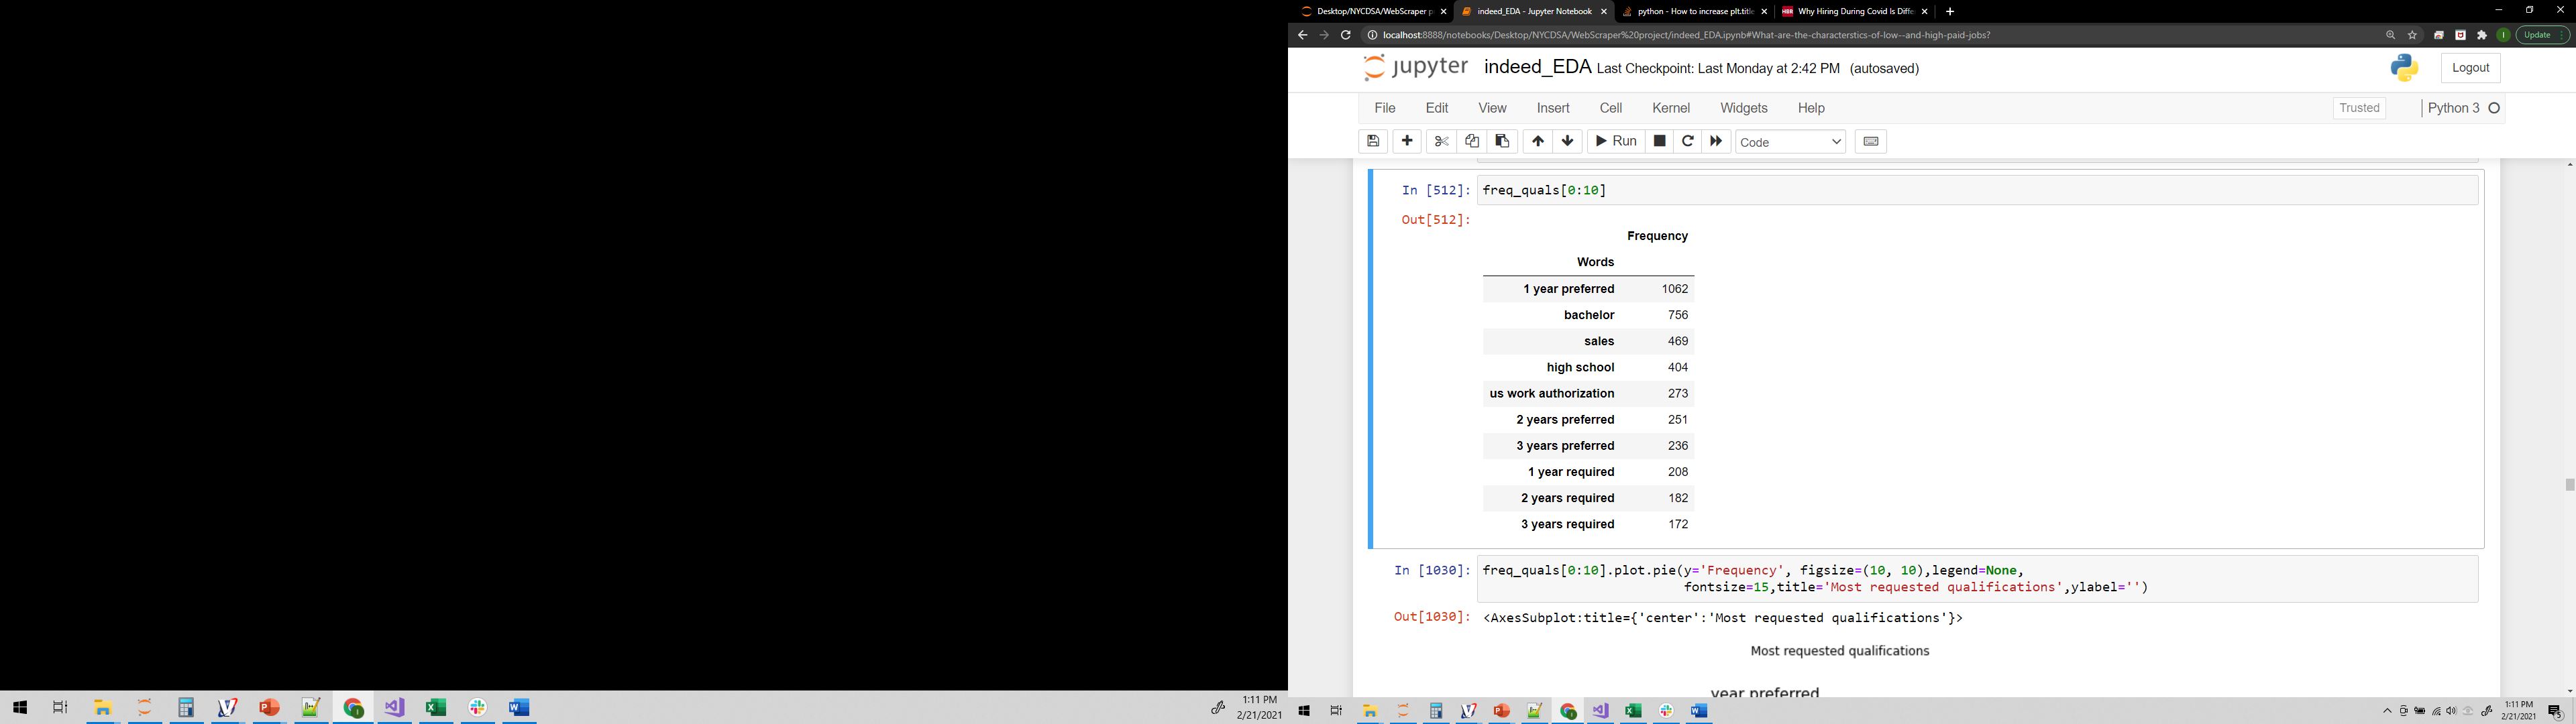 Desktop/NYCDSA/WebScraper p
indeed_EDA - Jupyter Notebook
python - How to increase plt.title
HBR Why Hiring During Covid Is Diffe
localhost:8888/notebooks/Desktop/NYCDSA/WebScraper%20project/indeed_EDA.ipynb#What-are-the-characterstics-of-low--and-high-paid-jobs?
Update
jupyter indeed_EDA Last Checkpoint: Last Monday at 2:42 PM (autosaved)
Logout
File Edit View Insert Cell Kernel Widgets Help
Trusted
Python 3
Run
Code
In [512]: freq_quals[0:10]
Out[512]:
Frequency
Words
1 year preferred 1062
bachelor 756
sales 469
high school 404
us work authorization 273
2 years preferred 251
3 years preferred 236
1 year required 208
2 years required 182
3 years required 172
In [1030]: freq_quals[0:10].plot.pie(y='Frequency', figsize=(10, 10),legend=None,
fontsize=15,title='Most requested qualifications',ylabel='')
Out[1030]: <AxesSubplot:title={'center':'Most requested qualifications'}>
Most requested qualifications
year preferred
1:11 PM
2/21/2021
1:11 PM
2/21/2021